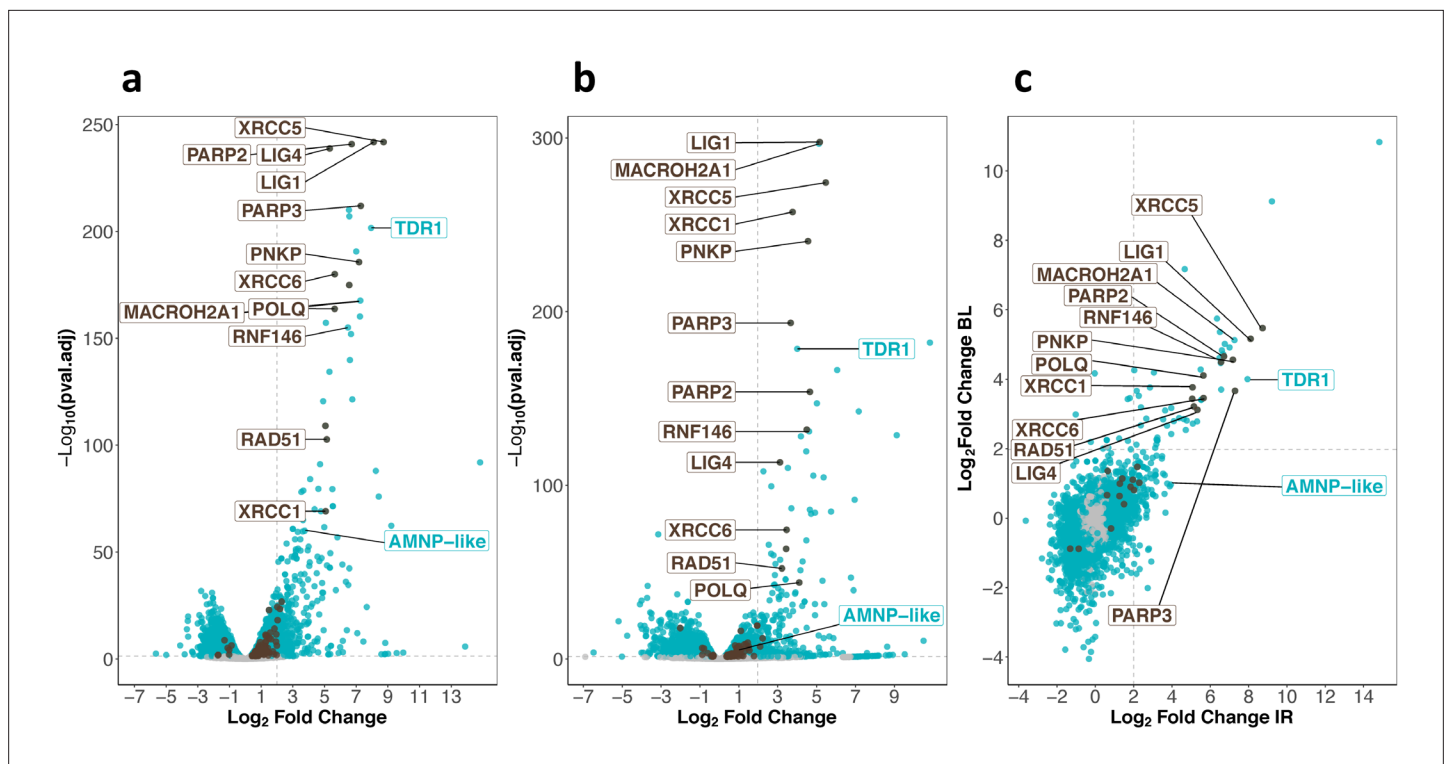 a
b
c
−Log10(pval.adj)
250
200
150
100
50
0
XRCC5
PARP2
LIG4
LIG1
PARP3
TDR1
PNKP
XRCC6
MACROH2A1
POLQ
RNF146
RAD51
XRCC1
AMNP−like
−7 −5 −3 −1 1 3 5 7 9 11 13
Log2 Fold Change
−Log10(pval.adj)
300
200
100
0
LIG1
MACROH2A1
XRCC5
XRCC1
PNKP
PARP3
TDR1
PARP2
RNF146
LIG4
XRCC6
RAD51
POLQ
AMNP−like
−7 −5 −3 −1 1 3 5 7 9
Log2 Fold Change
Log2Fold Change BL
10
8
6
4
2
0
−2
−4
XRCC5
LIG1
MACROH2A1
PARP2
RNF146
PNKP
POLQ
XRCC1
TDR1
XRCC6
RAD51
LIG4
AMNP−like
PARP3
−4 −2 0 2 4 6 8 10 12 14
Log2 Fold Change IR